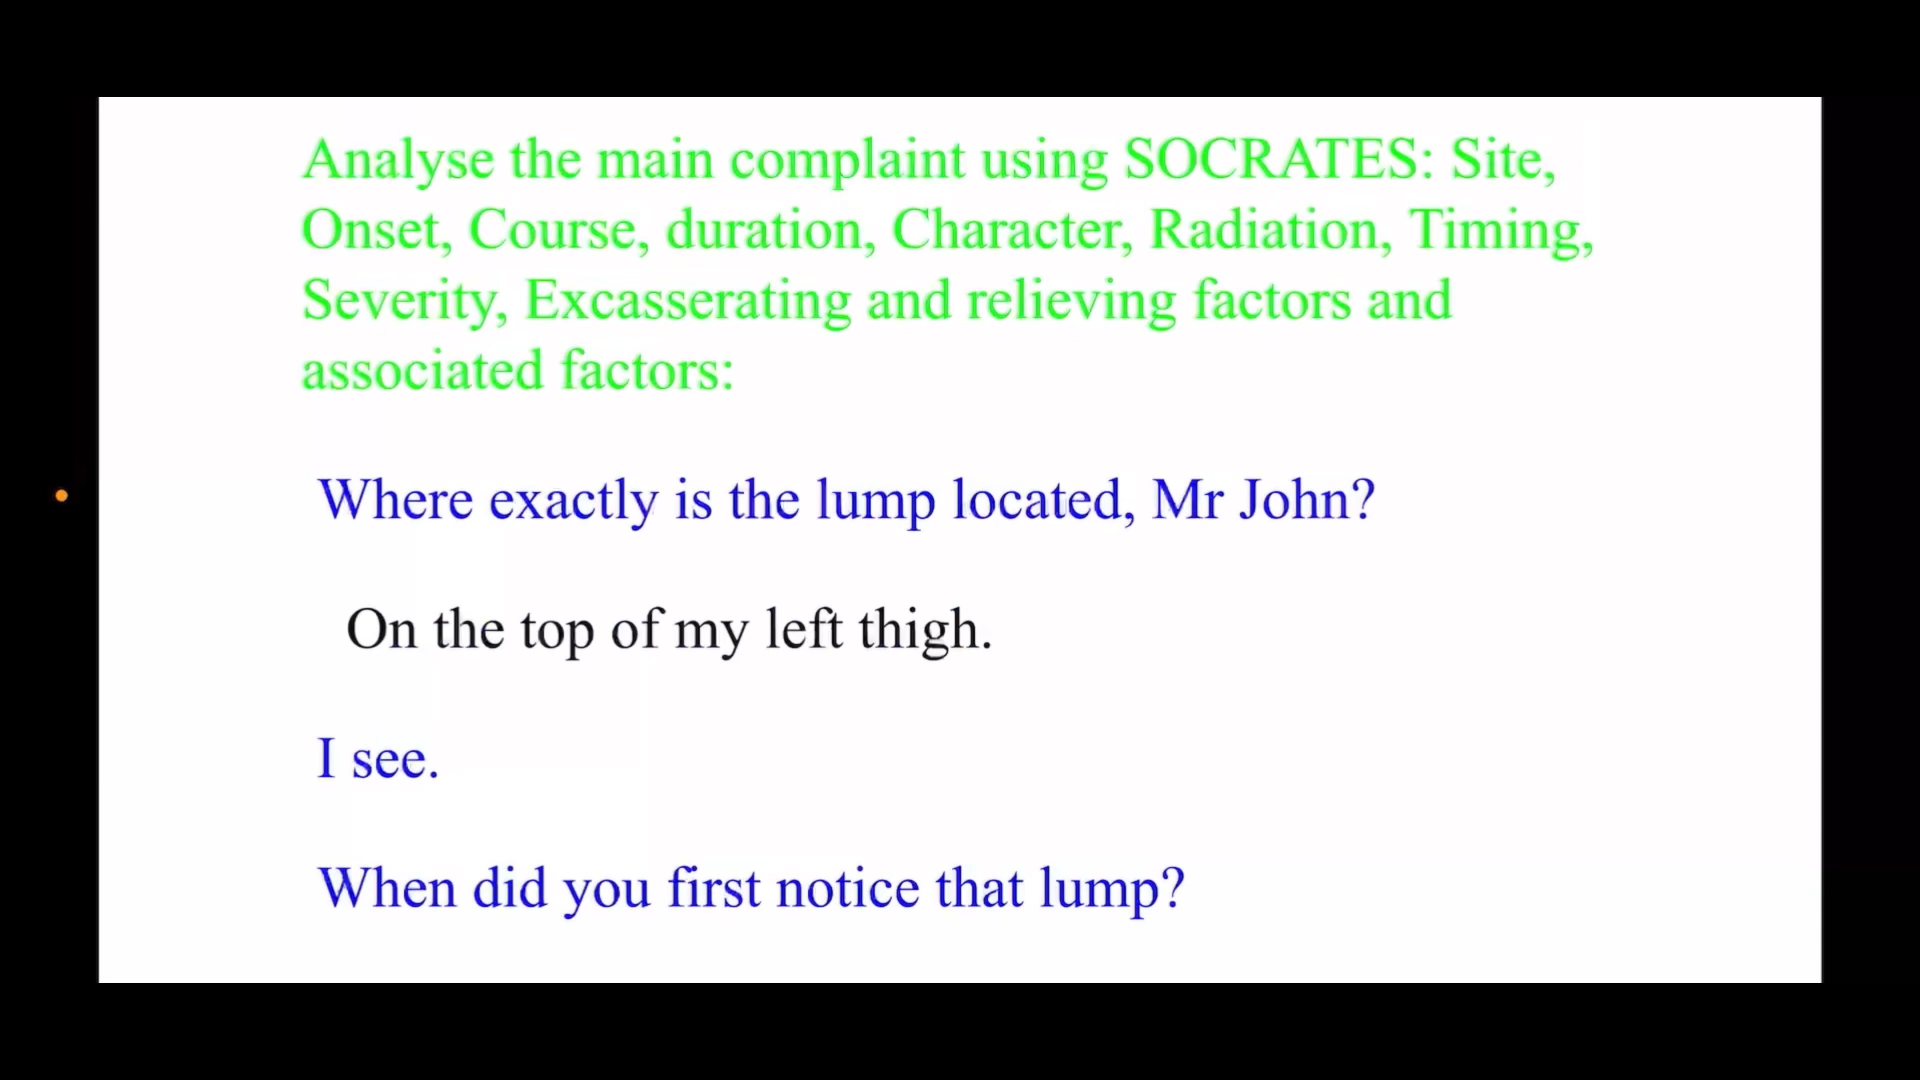 Analyse the main complaint using SOCRATES: Site,
Onset, Course, duration, Character, Radiation, Timing,
Severity, Excasserating and relieving factors and
associated factors:
Where exactly is the lump located, Mr John?
On the top of my left thigh.
I see.
When did you first notice that lump?